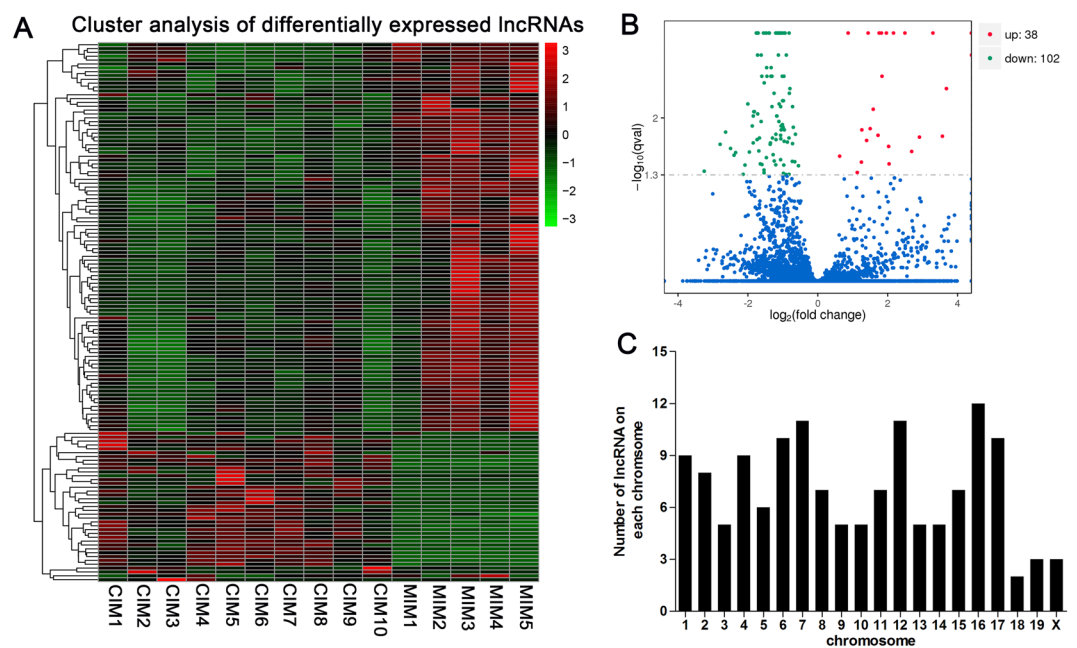 A
Cluster analysis of differentially expressed lncRNAs
3
2
1
0
−1
−2
−3
CIM1 CIM2 CIM3 CIM4 CIM5 CIM6 CIM7 CIM8 CIM9 CIM10 MIM1 MIM2 MIM3 MIM4 MIM5
B
up: 38
down: 102
−log10(qval)
2
1.3
-4 -2 0 2 4
log2(fold change)
C
Number of lncRNA on
each chromsome
15
12
9
6
3
0
1 2 3 4 5 6 7 8 9 10 11 12 13 14 15 16 17 18 19 X
chromosome